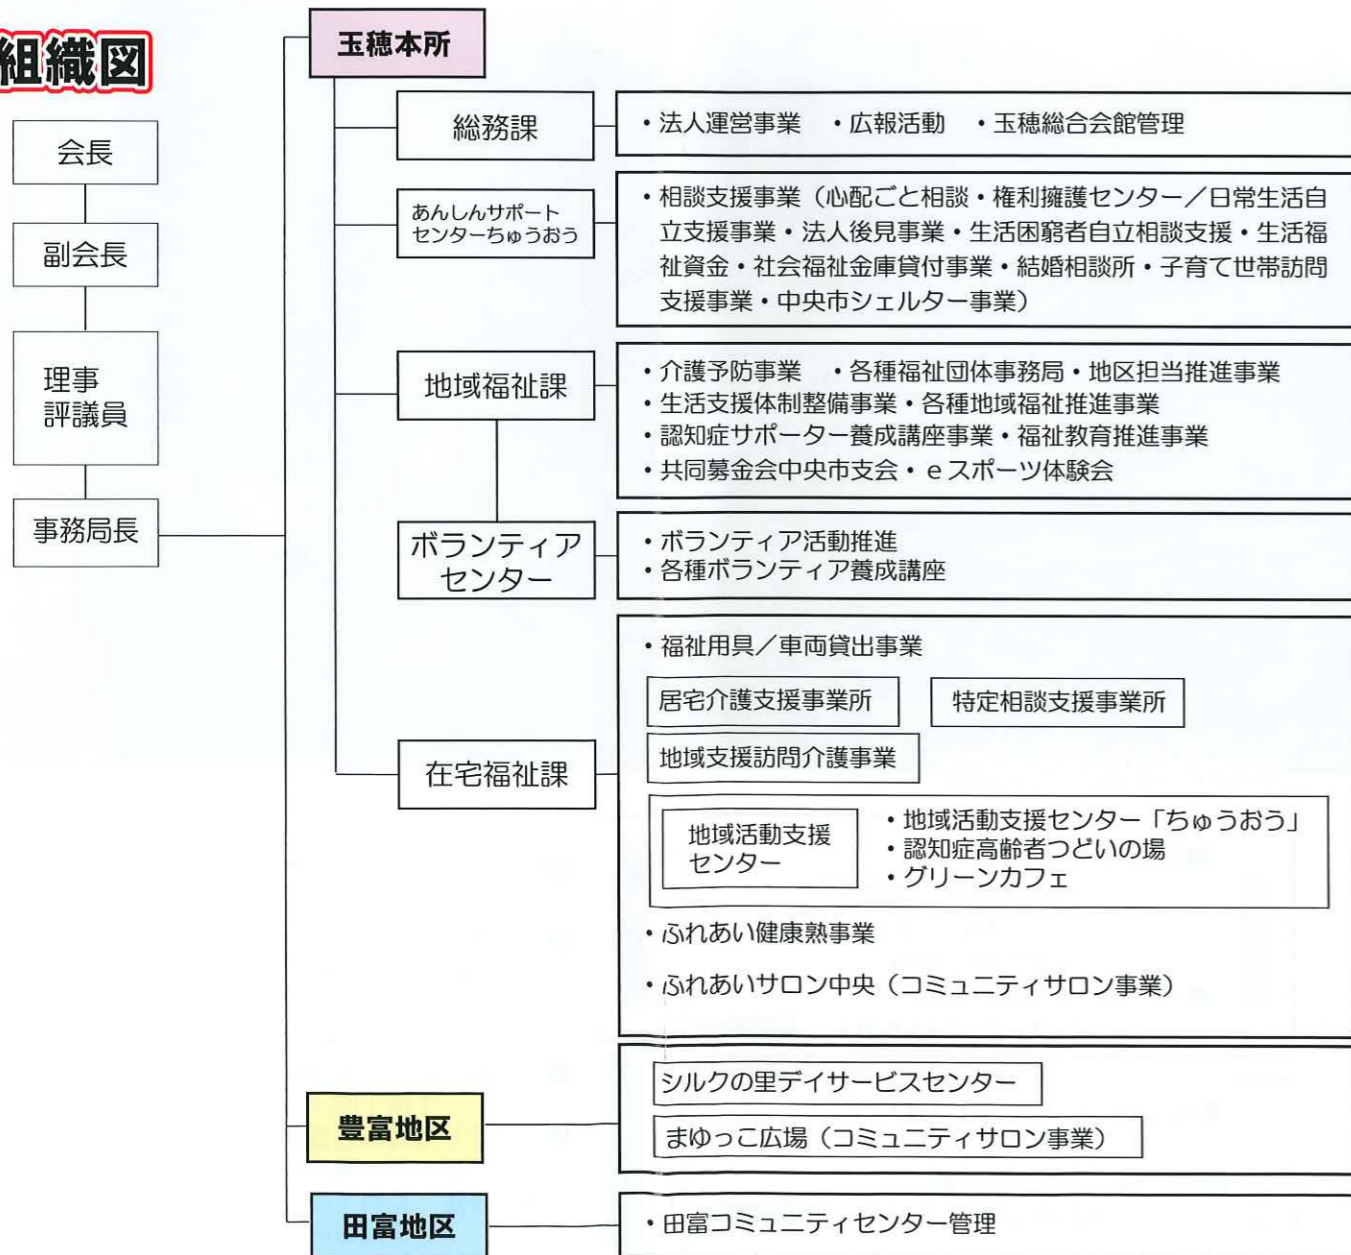 組織図
会長
副会長
理事
評議員
事務局長
玉穂本所
総務課
・法人運営事業 ・広報活動 ・玉穂総合会館管理
あんしんサポート
センターちゅうおう
・相談支援事業（心配ごと相談・権利擁護センター／日常生活自
立支援事業・法人後見事業・生活困窮者自立相談支援・生活福
祉資金・社会福祉金庫貸付事業・結婚相談所・子育て世帯訪問
支援事業・中央市シェルター事業）
地域福祉課
・介護予防事業 ・各種福祉団体事務局・地区担当推進事業
・生活支援体制整備事業・各種地域福祉推進事業
・認知症サポーター養成講座事業・福祉教育推進事業
・共同募金会中央市支会・eスポーツ体験会
ボランティア
センター
・ボランティア活動推進
・各種ボランティア養成講座
在宅福祉課
・福祉用具／車両貸出事業
居宅介護支援事業所
特定相談支援事業所
地域支援訪問介護事業
地域活動支援
センター
・地域活動支援センター「ちゅうおう」
・認知症高齢者つどいの場
・グリーンカフェ
・ふれあい健康熟事業
・ふれあいサロン中央（コミュニティサロン事業）
豊富地区
シルクの里デイサービスセンター
まゆっこ広場（コミュニティサロン事業）
田富地区
・田富コミュニティセンター管理